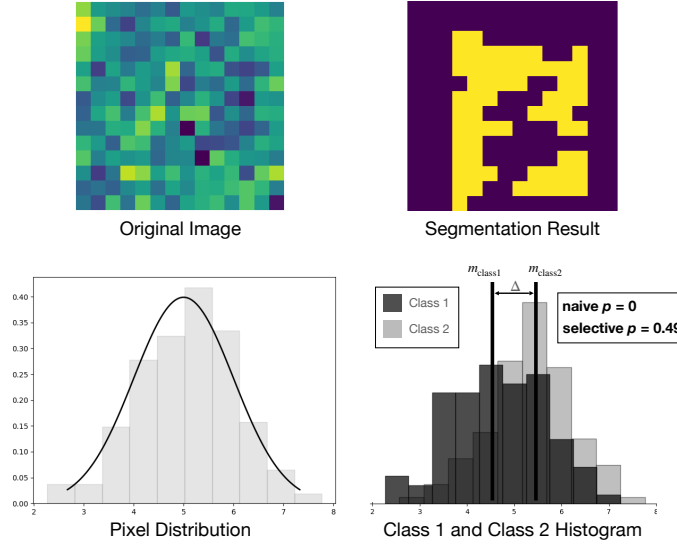 Original Image
Segmentation Result
0.40
0.35
0.30
0.25
0.20
0.15
0.10
0.05
0.00
2 3 4 5 6 7 8
Pixel Distribution
m class1 m class2
Δ
Class 1
Class 2
naive p = 0
selective p = 0.49
2 3 4 5 6 7 8
Class 1 and Class 2 Histogram